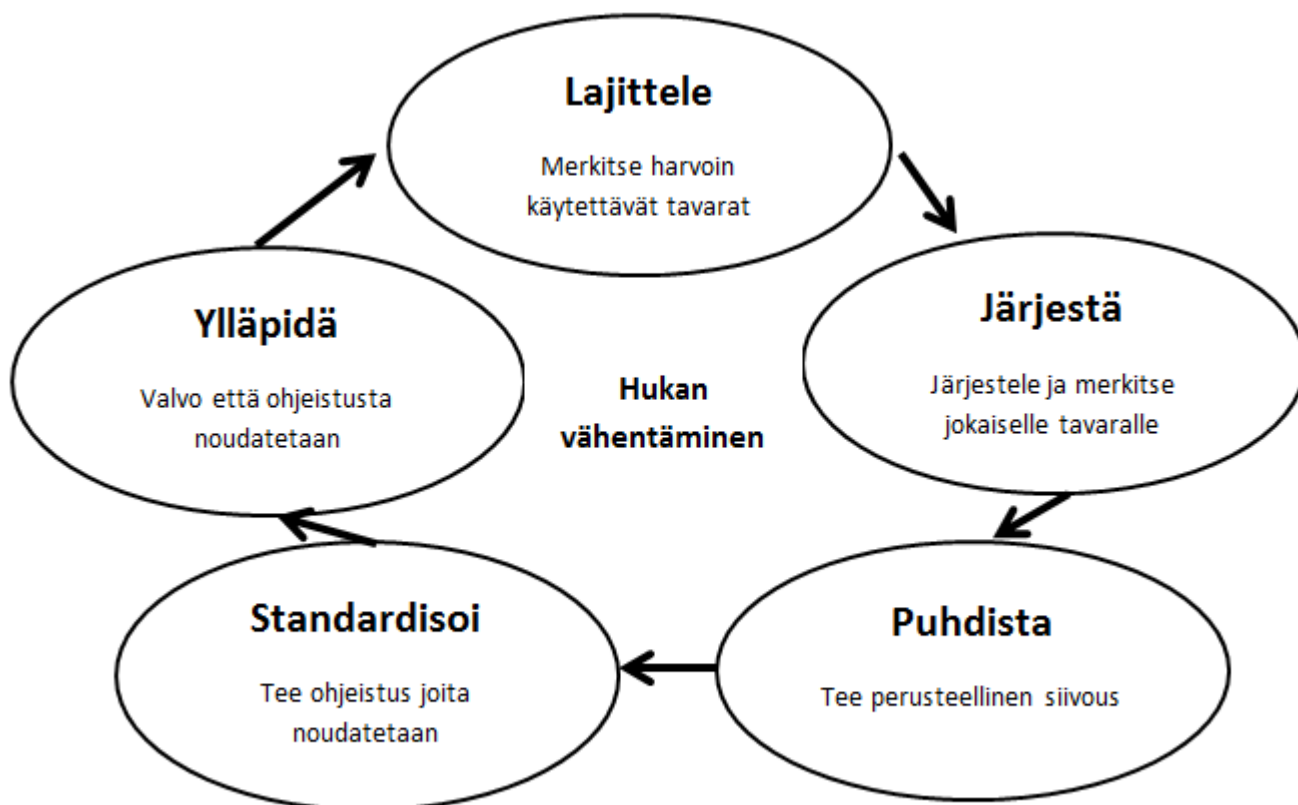 Lajittele
Merkitse harvoin
käytettävät tavarat
Järjestä
Järjestele ja merkitse
jokaiselle tavaralle
Puhdista
Tee perusteellinen siivous
Standardisoi
Tee ohjeistus joita
noudatetaan
Ylläpidä
Valvo että ohjeistusta
noudatetaan
Hukan
vähentäminen